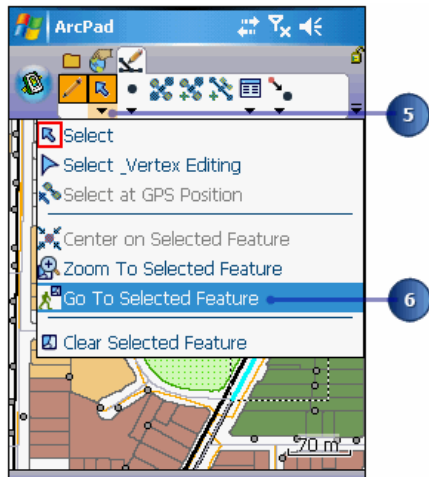 ArcPad
5
Select
Select _Vertex Editing
Select at GPS Position
Center on Selected Feature
Zoom To Selected Feature
Go To Selected Feature
6
Clear Selected Feature
70 m